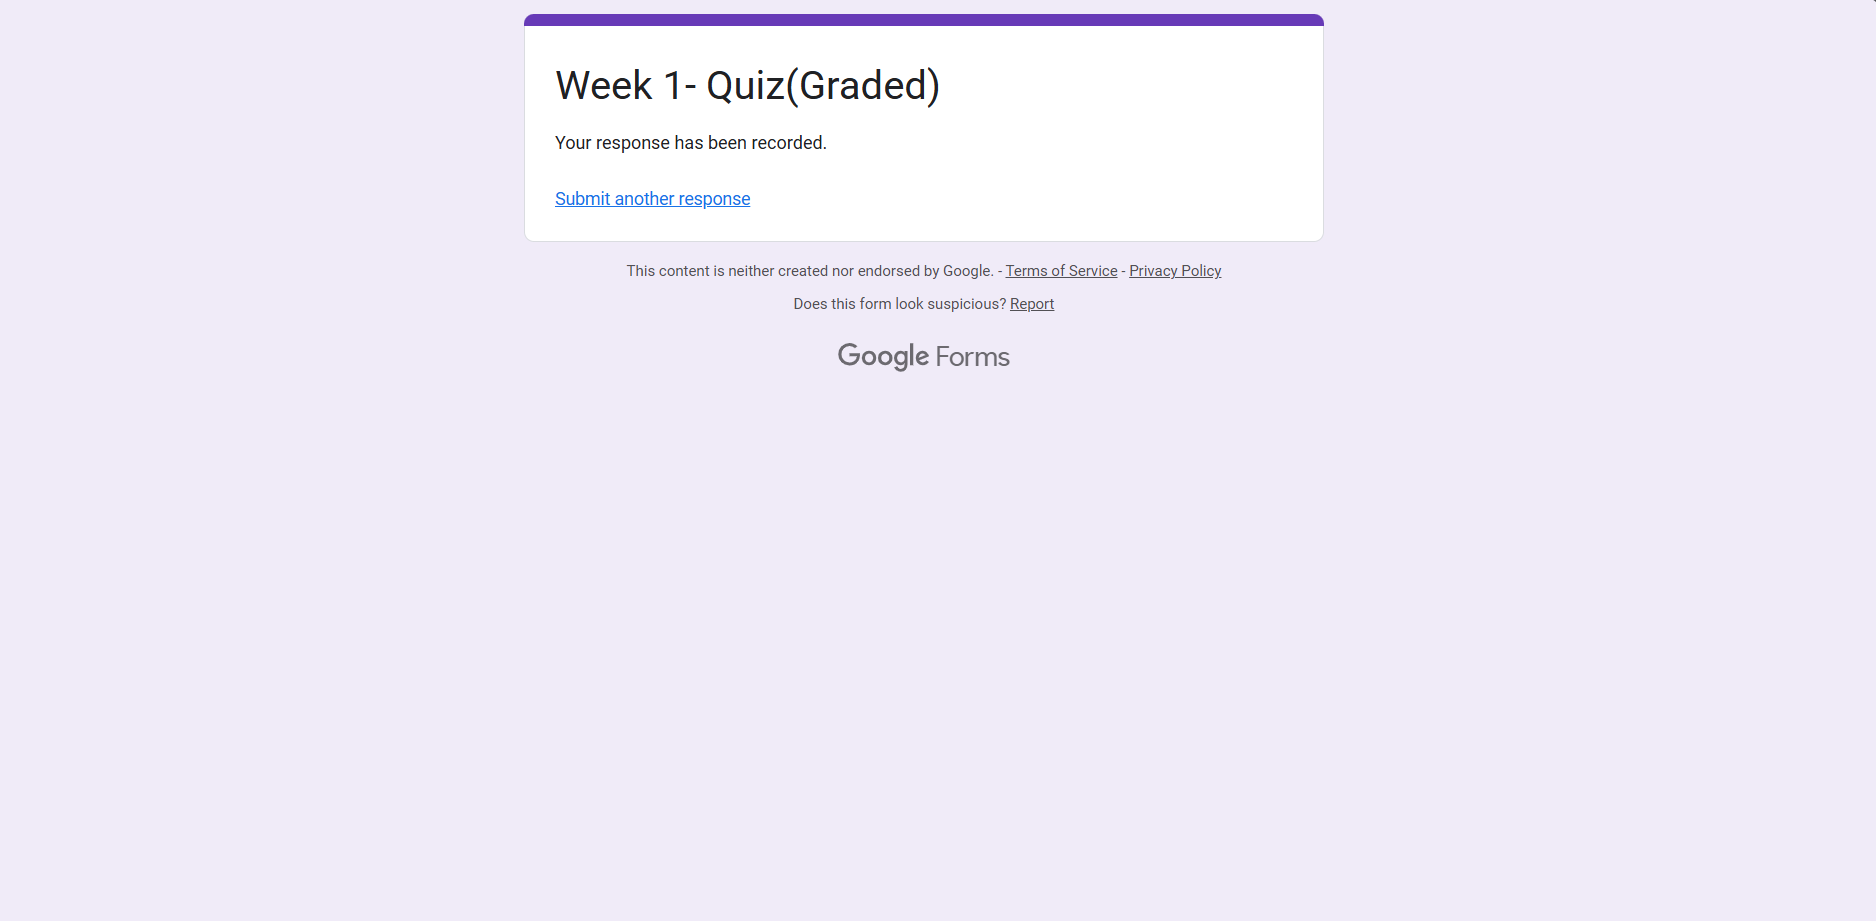 Week 1- Quiz(Graded)
Your response has been recorded.
Submit another response
This content is neither created nor endorsed by Google. - Terms of Service - Privacy Policy
Does this form look suspicious? Report
Google Forms